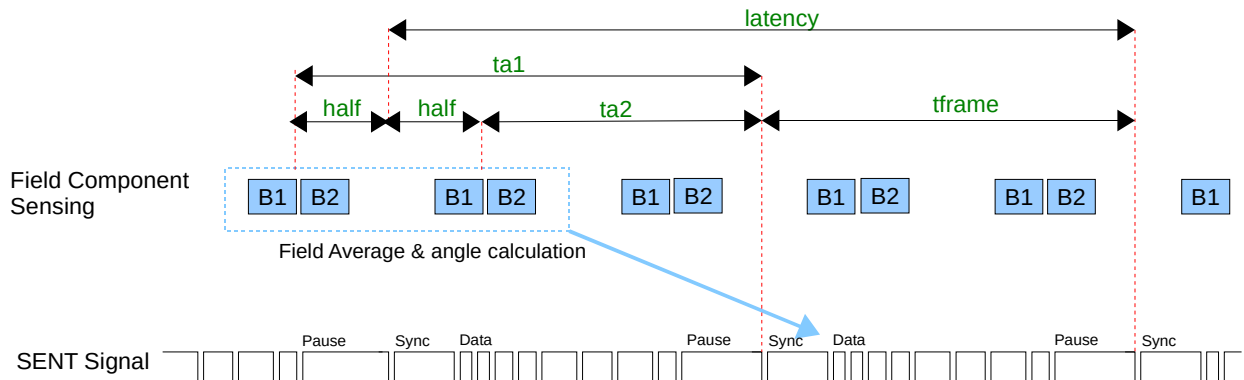 latency
ta1
half
half
ta2
tframe
Field Component
Sensing
B1 B2 B1 B2 B1 B2 B1 B2 B1 B2 B1
Field Average & angle calculation
Pause Sync Data Pause Sync Data Pause Sync
SENT Signal